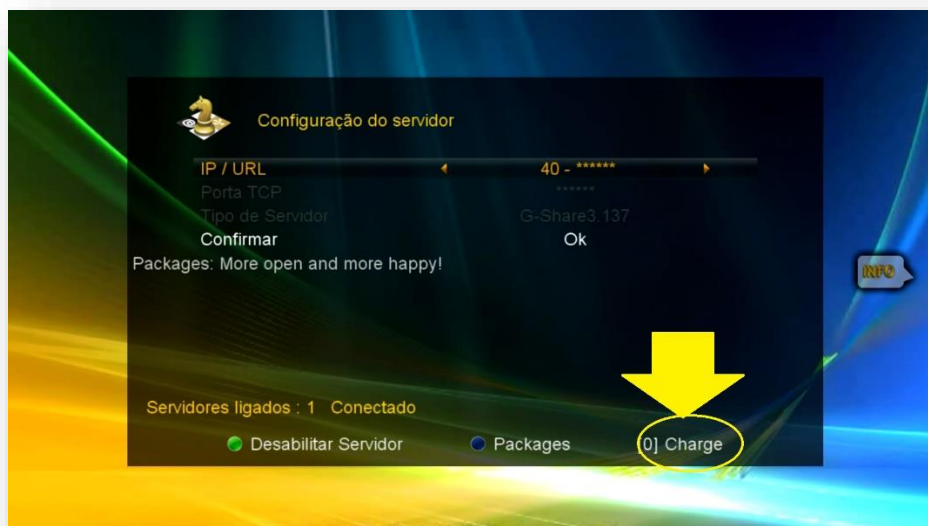 Configuração do servidor
IP / URL 40 - ******
Porta TCP ******
Tipo de Servidor G-Share3.137
Confirmar Ok
Packages: More open and more happy!
INFO
Servidores ligados : 1 Conectado
Desabilitar Servidor Packages [0] Charge